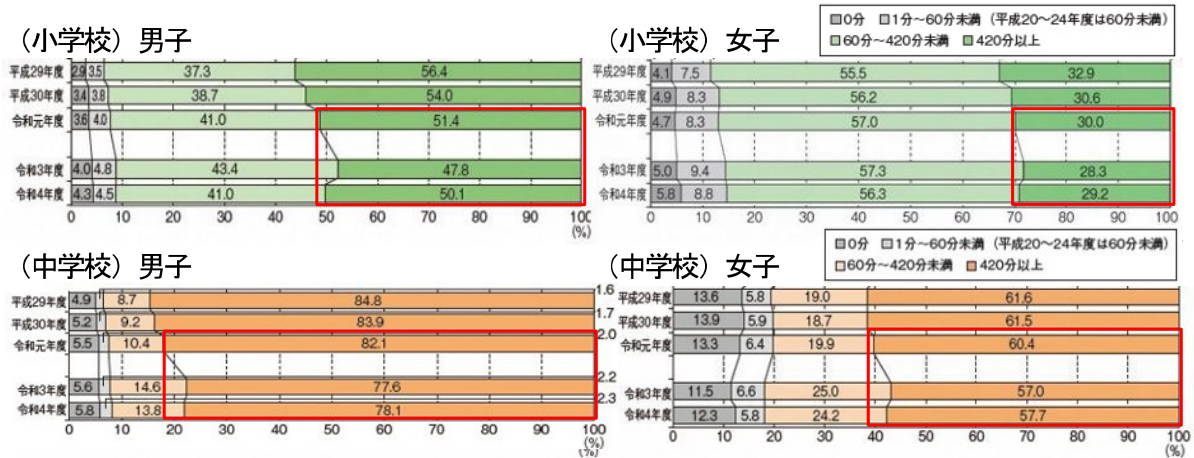 （小学校）男子
平成29年度 2.9 3.5 37.3 56.4
平成30年度 3.4 3.8 38.7 54.0
令和元年度 3.6 4.0 41.0 51.4
令和3年度 4.0 4.8 43.4 47.8
令和4年度 4.3 4.5 41.0 50.1
0 10 20 30 40 50 60 70 80 90 100
(%)
■0分 □1分〜60分未満（平成20〜24年度は60分未満）
□60分〜420分未満 ■420分以上
（小学校）女子
平成29年度 4.1 7.5 55.5 32.9
平成30年度 4.9 8.3 56.2 30.6
令和元年度 4.7 8.3 57.0 30.0
令和3年度 5.0 9.4 57.3 28.3
令和4年度 5.8 8.8 56.3 29.2
0 10 20 30 40 50 60 70 80 90 100
(%)
（中学校）男子
平成29年度 4.9 8.7 84.8 1.6
平成30年度 5.2 9.2 83.9 1.7
令和元年度 5.5 10.4 82.1 2.0
令和3年度 5.6 14.6 77.6 2.2
令和4年度 5.8 13.8 78.1 2.3
0 10 20 30 40 50 60 70 80 90 100
(%)
■0分 □1分〜60分未満（平成20〜24年度は60分未満）
□60分〜420分未満 ■420分以上
（中学校）女子
平成29年度 13.6 5.8 19.0 61.6
平成30年度 13.9 5.9 18.7 61.5
令和元年度 13.3 6.4 19.9 60.4
令和3年度 11.5 6.6 25.0 57.0
令和4年度 12.3 5.8 24.2 57.7
0 10 20 30 40 50 60 70 80 90 100
(%)